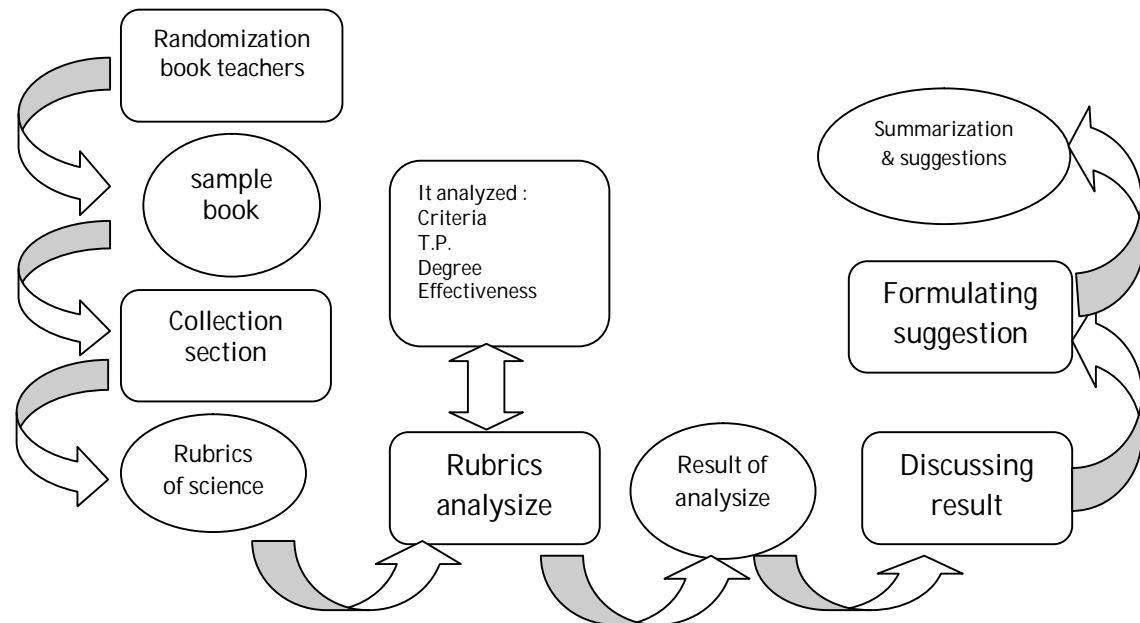 Randomization
book teachers
sample
book
Collection
section
Rubrics
of science
It analyzed :
Criteria
T.P.
Degree
Effectiveness
Rubrics
analysize
Result of
analysize
Discussing
result
Formulating
suggestion
Summarization
& suggestions